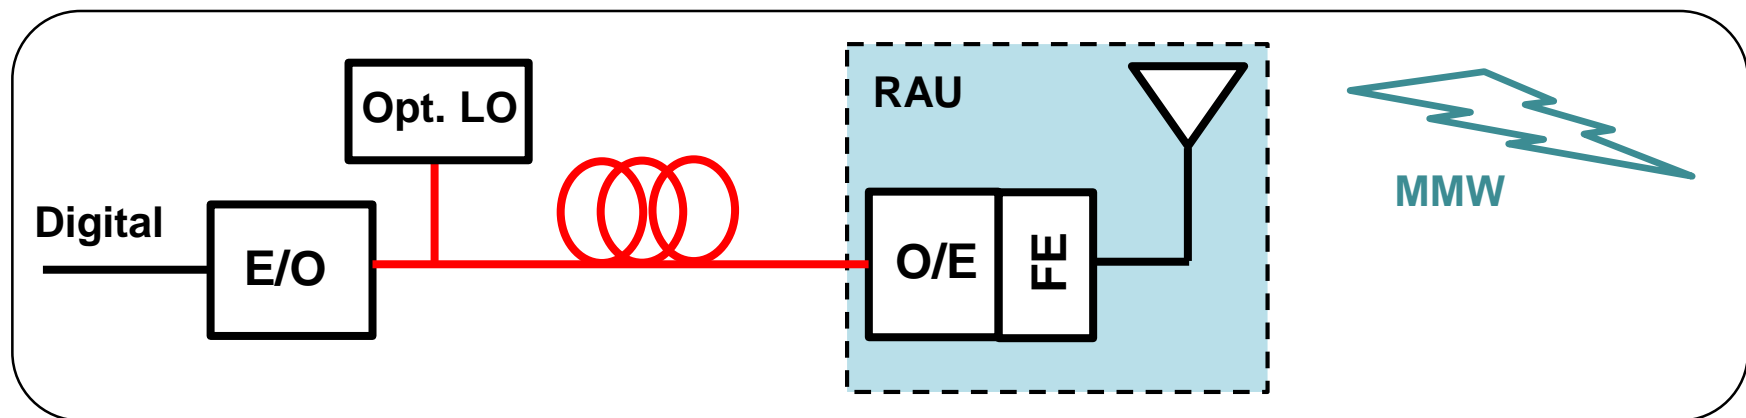 Opt. LO
RAU
Digital
E/O
O/E
FE
MMW